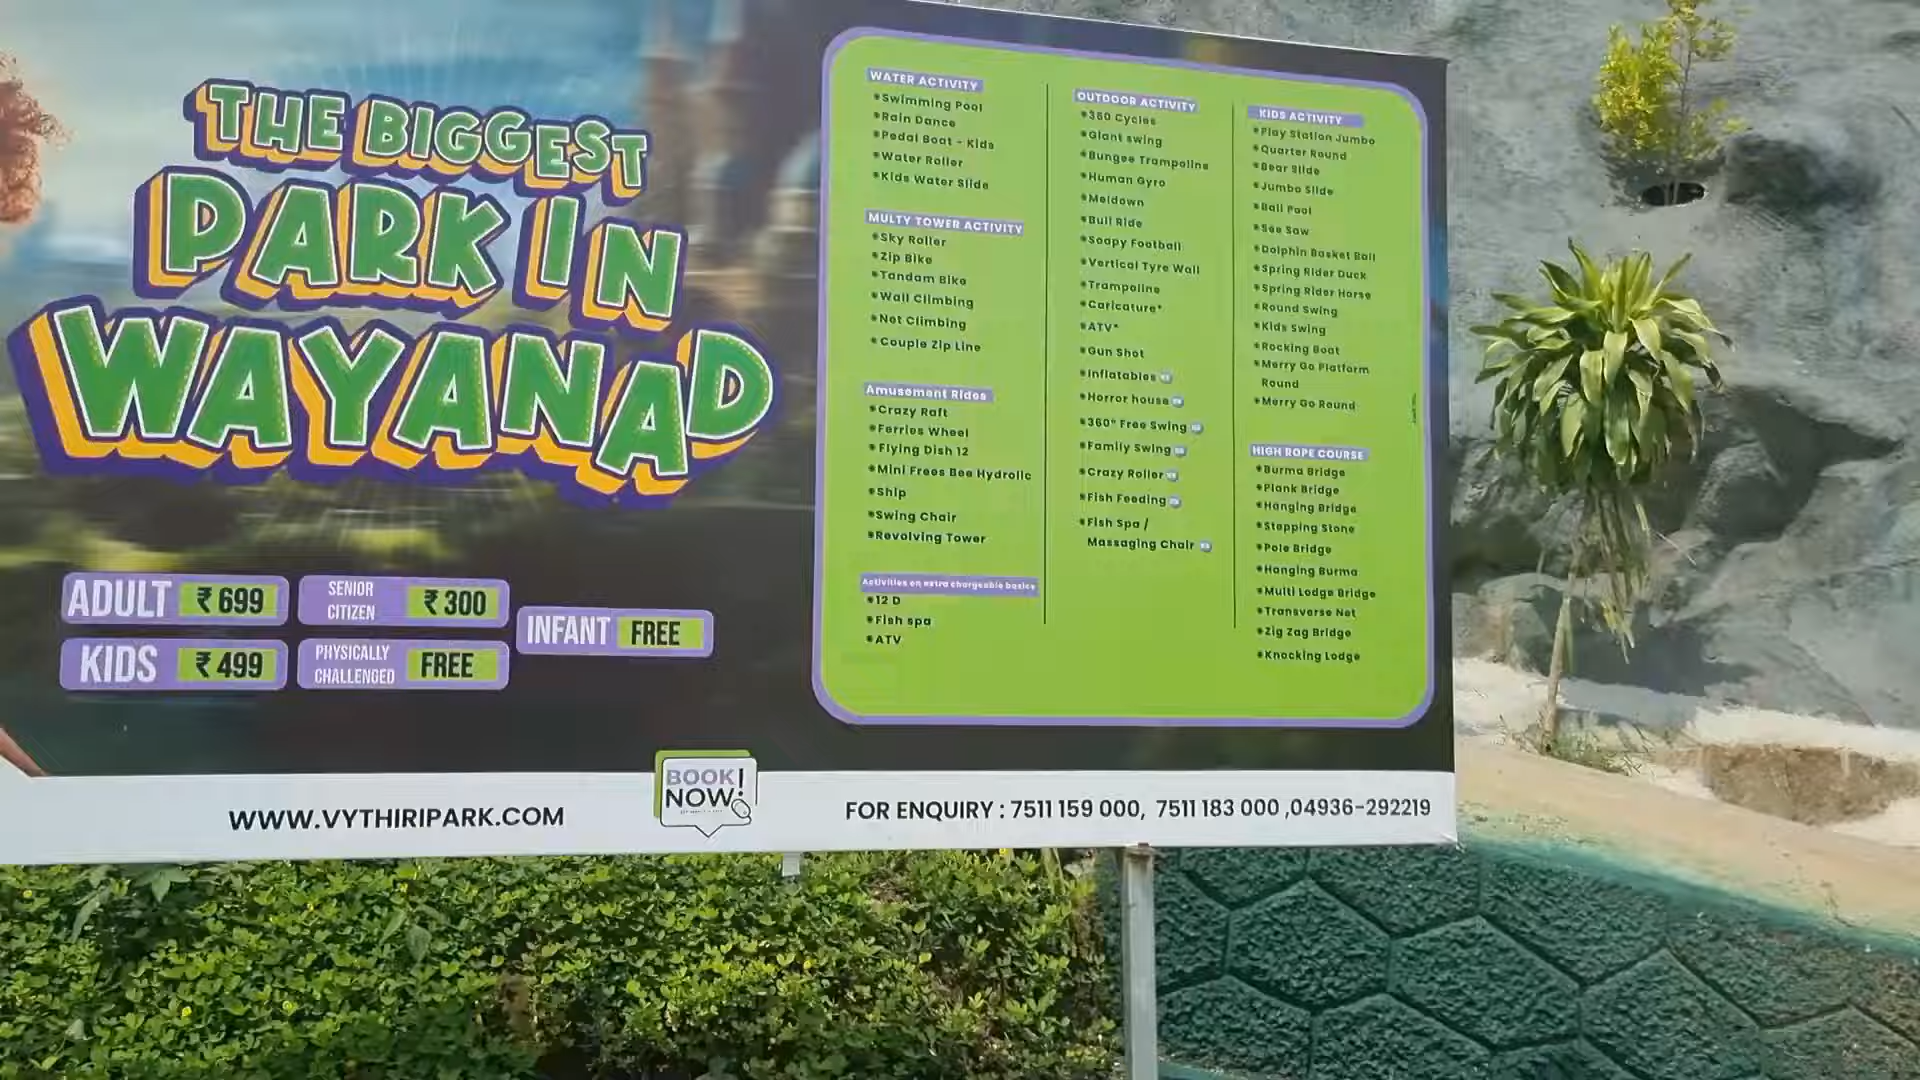 THE BIGGEST
PARK IN
WAYANAD
ADULT ₹ 699
SENIOR
CITIZEN ₹ 300
INFANT FREE
KIDS ₹ 499
PHYSICALLY
CHALLENGED FREE
WATER ACTIVITY
Swimming Pool
Rain Dance
Pedal Boat - Kids
Water Roller
Kids Water Slide
MULTY TOWER ACTIVITY
Sky Roller
Zip Bike
Tandam Bike
Wall Climbing
Net Climbing
Couple Zip Line
Amusement Rides
Crazy Raft
Ferries Wheel
Flying Dish 12
Mini Frees Bee Hydrolic
Ship
Swing Chair
Revolving Tower
Activities on extra chargeable basics
12 D
Fish spa
ATV
OUTDOOR ACTIVITY
360 Cycles
Giant swing
Bungee Trampoline
Human Gyro
Meldown
Bull Ride
Soapy Football
Vertical Tyre Wall
Trampoline
Caricature*
ATV*
Gun Shot
Inflatables
Horror house
360° Free Swing
Family Swing
Crazy Roller
Fish Feeding
Fish Spa /
Massaging Chair
KIDS ACTIVITY
Play Station Jumbo
Quarter Round
Bear Slide
Jumbo Slide
Ball Pool
See Saw
Dolphin Basket Ball
Spring Rider Duck
Spring Rider Horse
Round Swing
Kids Swing
Rocking Boat
Merry Go Platform
Round
Merry Go Round
HIGH ROPE COURSE
Burma Bridge
Plank Bridge
Hanging Bridge
Stepping Stone
Pole Bridge
Hanging Burma
Multi Lodge Bridge
Transverse Net
Zig Zag Bridge
Knocking Lodge
WWW.VYTHIRIPARK.COM
BOOK
NOW!
FOR ENQUIRY : 7511 159 000, 7511 183 000 ,04936-292219